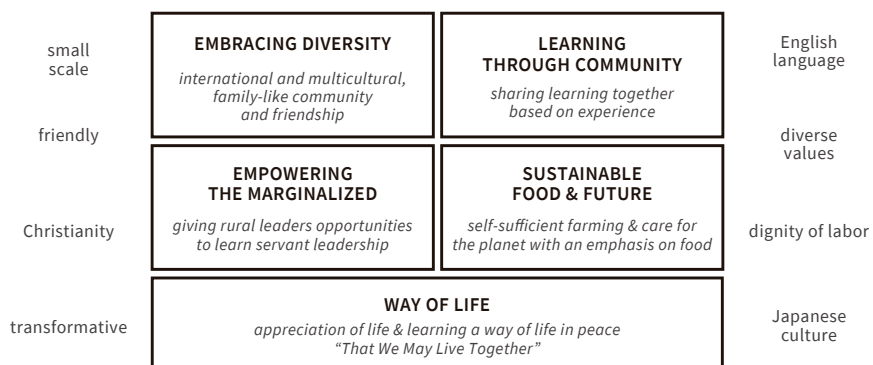 small
scale
friendly
Christianity
transformative
EMBRACING DIVERSITY
international and multicultural,
family-like community
and friendship
LEARNING
THROUGH COMMUNITY
sharing learning together
based on experience
EMPOWERING
THE MARGINALIZED
giving rural leaders opportunities
to learn servant leadership
SUSTAINABLE
FOOD & FUTURE
self-sufficient farming & care for
the planet with an emphasis on food
WAY OF LIFE
appreciation of life & learning a way of life in peace
“That We May Live Together”
English
language
diverse
values
dignity of labor
Japanese
culture